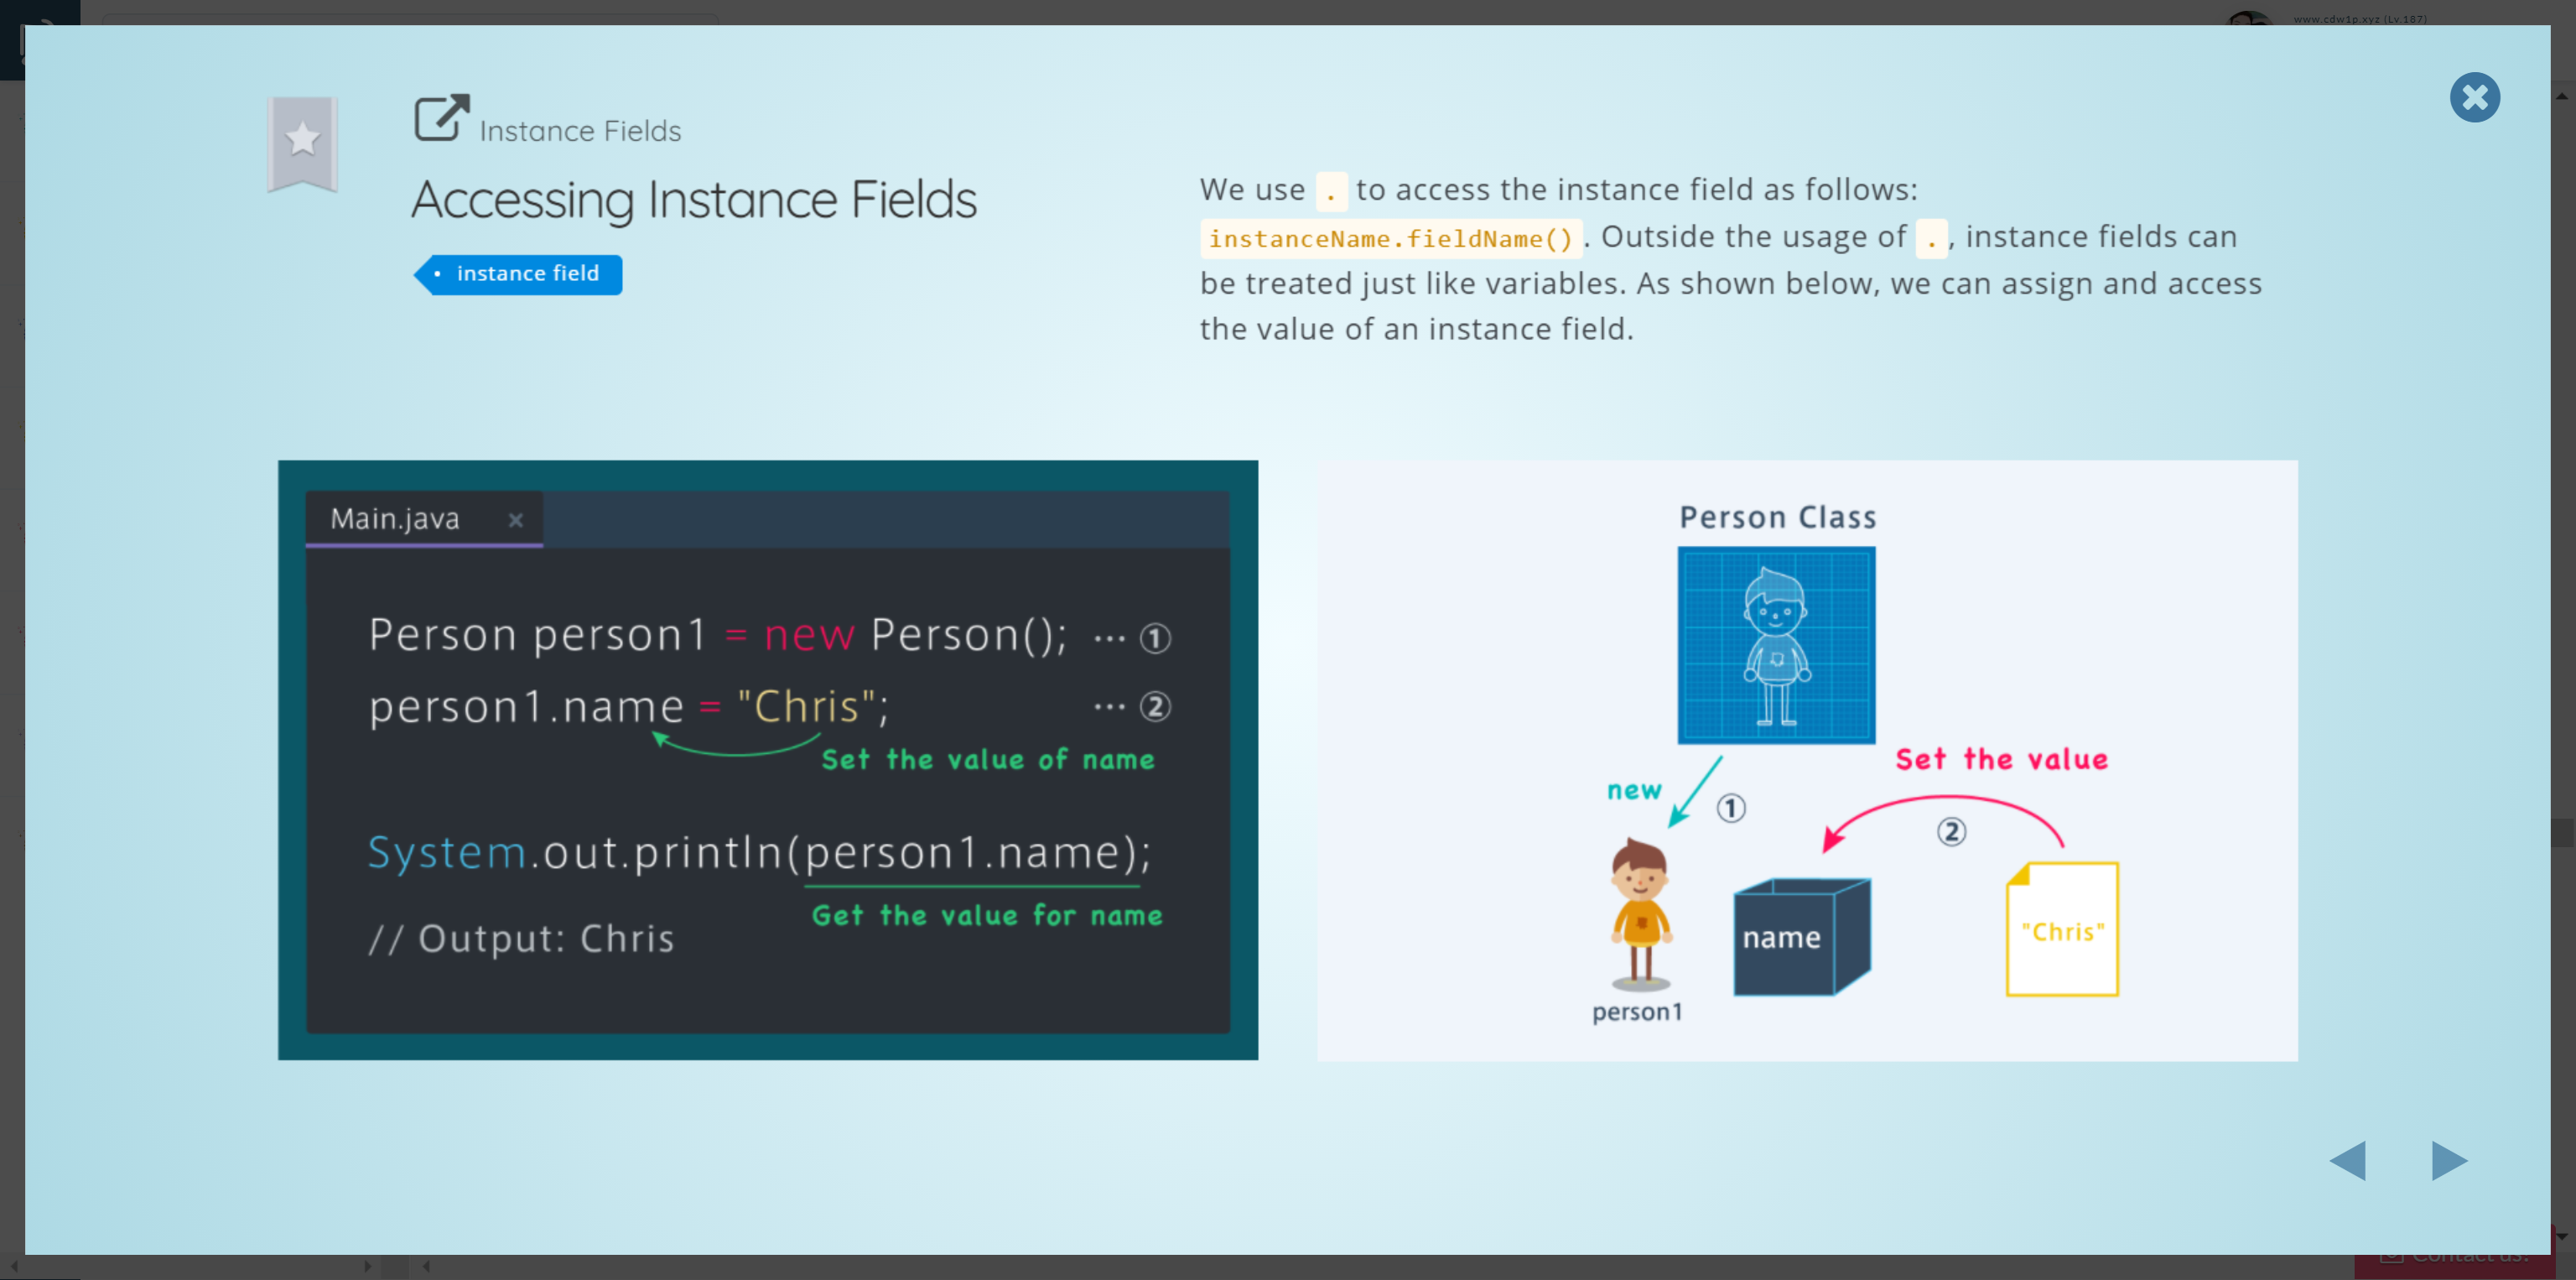 www.cdw1p.xyz (Lv.187)
Instance Fields
Accessing Instance Fields
• instance field
We use . to access the instance field as follows:
instanceName.fieldName() . Outside the usage of . , instance fields can
be treated just like variables. As shown below, we can assign and access
the value of an instance field.
Main.java ×
Person person1 = new Person(); ··· ①
person1.name = "Chris"; ··· ②
Set the value of name
System.out.println(person1.name);
Get the value for name
// Output: Chris
Person Class
Set the value
new
①
②
name
"Chris"
person1
Contact us!